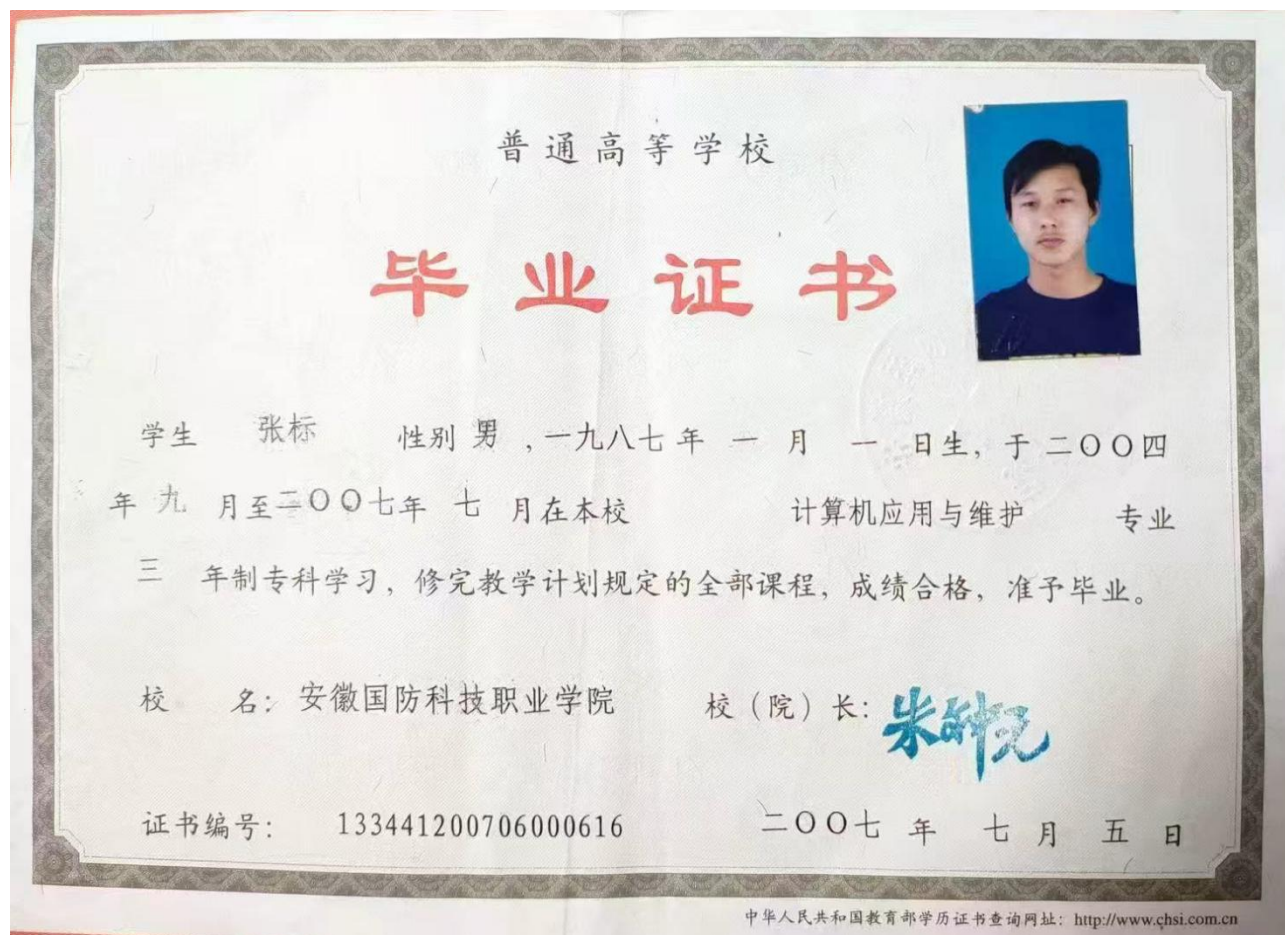 普通高等学校
毕业证书
学生 张标 性别 男 ，一九八七年 一 月 一 日生，于二〇〇四
年 九 月至二〇〇七年 七 月在本校 计算机应用与维护 专业
三 年制专科学习，修完教学计划规定的全部课程，成绩合格，准予毕业。
校 名：安徽国防科技职业学院 校（院）长：
证书编号： 133441200706000616 二〇〇七 年 七 月 五 日
中华人民共和国教育部学历证书查询网址：http://www.chsi.com.cn